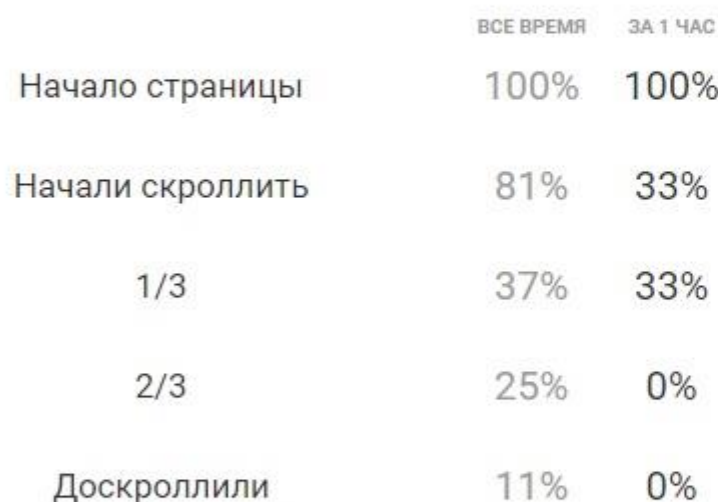 ВСЕ ВРЕМЯ ЗА 1 ЧАС
Начало страницы 100% 100%
Начали скроллить 81% 33%
1/3 37% 33%
2/3 25% 0%
Доскроллили 11% 0%